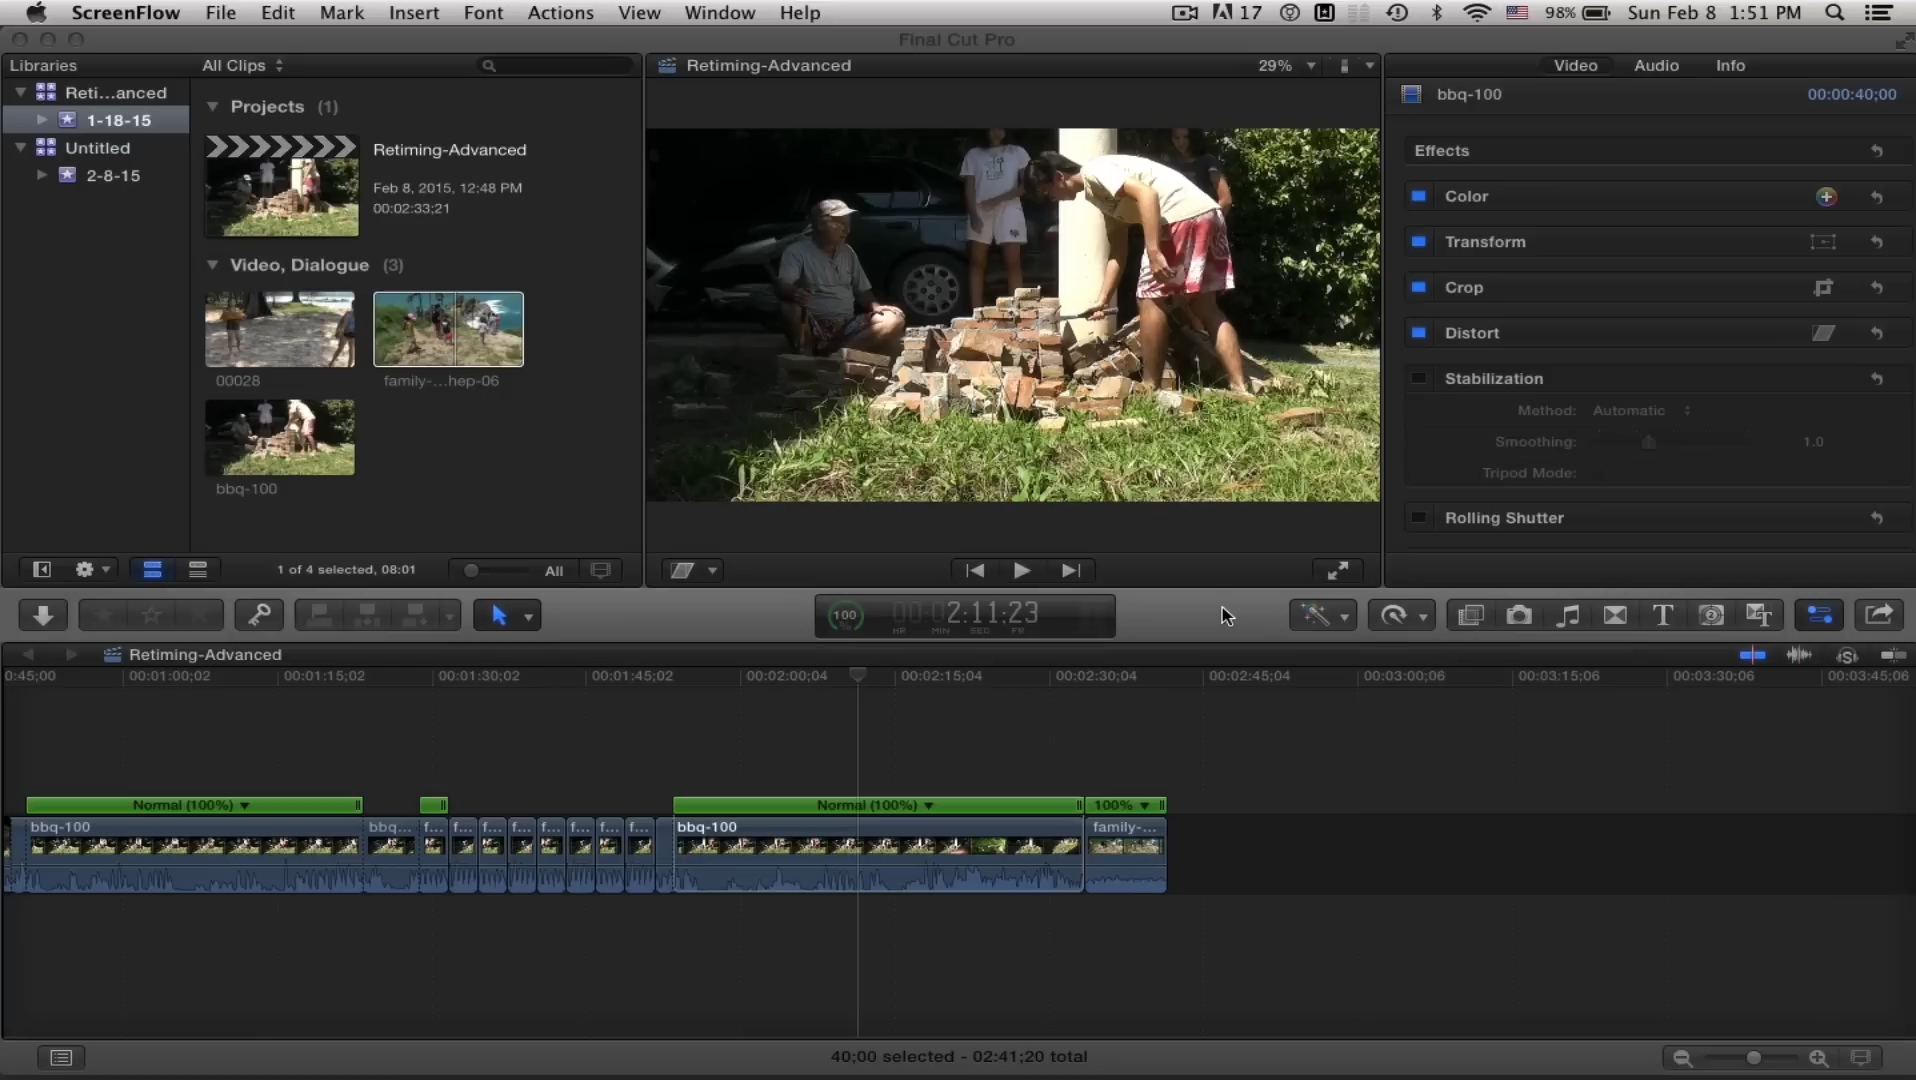 ScreenFlow File Edit Mark Insert Font Actions View Window Help 17 98% Sun Feb 8 1:51 PM
Final Cut Pro
Libraries All Clips Retiming-Advanced 29% Video Audio Info
Reti...anced
1-18-15
Untitled
2-8-15
Projects (1)
Retiming-Advanced
Feb 8, 2015, 12:48 PM
00:02:33;21
Video, Dialogue (3)
00028
family-...hep-06
bbq-100
1 of 4 selected, 08:01 All
bbq-100 00:00:40;00
Effects
Color
Transform
Crop
Distort
Stabilization
Method: Automatic
Smoothing: 1.0
Tripod Mode:
Rolling Shutter
100 % 00:02:11:23
HR MIN SEC FR
Retiming-Advanced
0:45;00 00:01:00;02 00:01:15;02 00:01:30;02 00:01:45;02 00:02:00;04 00:02:15;04 00:02:30;04 00:02:45;04 00:03:00;06 00:03:15;06 00:03:30;06 00:03:45;06
Normal (100%) Normal (100%) 100%
bbq-100 bbq... f... f... f... f... f... f... f... f... bbq-100 family-...
40;00 selected - 02:41;20 total